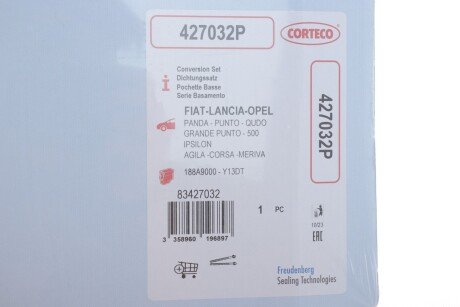 427032P
CORTECO
Conversion Set
Dichtungssatz
Pochette Basse
Serie Basamento
FIAT-LANCIA-OPEL
PANDA - PUNTO - QUDO
GRANDE PUNTO - 500
IPSILON
AGILA -CORSA -MERIVA
188A9000 - Y13DT
83427032
1 PC
3 358960 196897
427032P
10/23
EAC
Freudenberg
Sealing Technologies